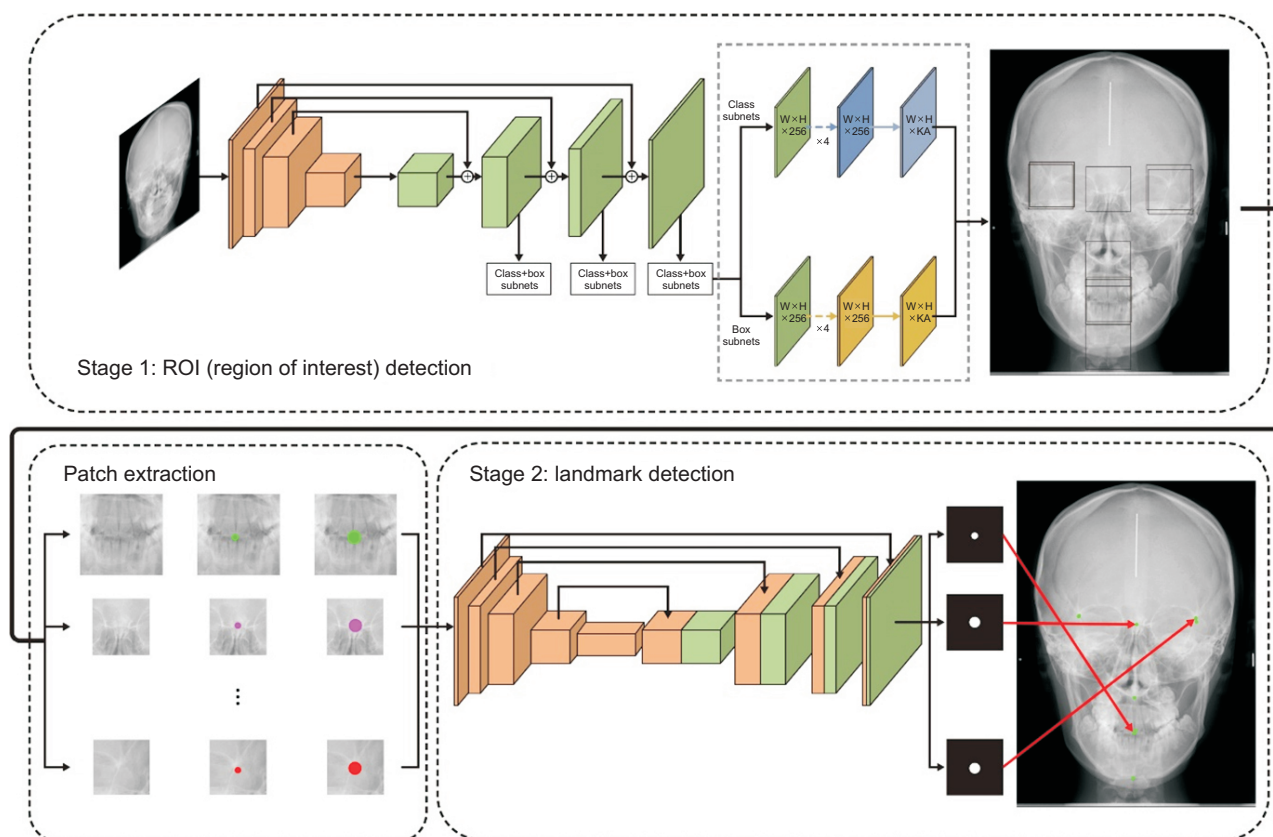 Class
subnets
W×H
×256
×4
W×H
×256
W×H
×KA
Class+box
subnets
Class+box
subnets
Class+box
subnets
Box
subnets
W×H
×256
×4
W×H
×256
W×H
×KA
Stage 1: ROI (region of interest) detection
Patch extraction
Stage 2: landmark detection